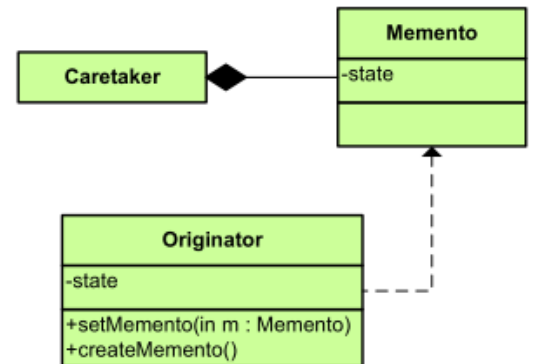 Memento
-state
Caretaker
Originator
-state
+setMemento(in m : Memento)
+createMemento()